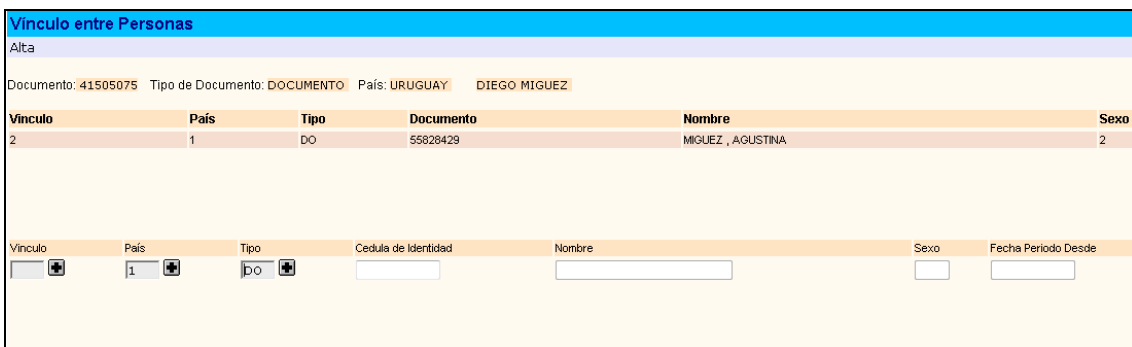 Vínculo entre Personas
Alta
Documento: 41505075 Tipo de Documento: DOCUMENTO País: URUGUAY DIEGO MIGUEZ
Vinculo País Tipo Documento Nombre Sexo
2 1 DO 55828429 MIGUEZ , AGUSTINA 2
Vinculo País Tipo Cedula de Identidad Nombre Sexo Fecha Periodo Desde
1 DO